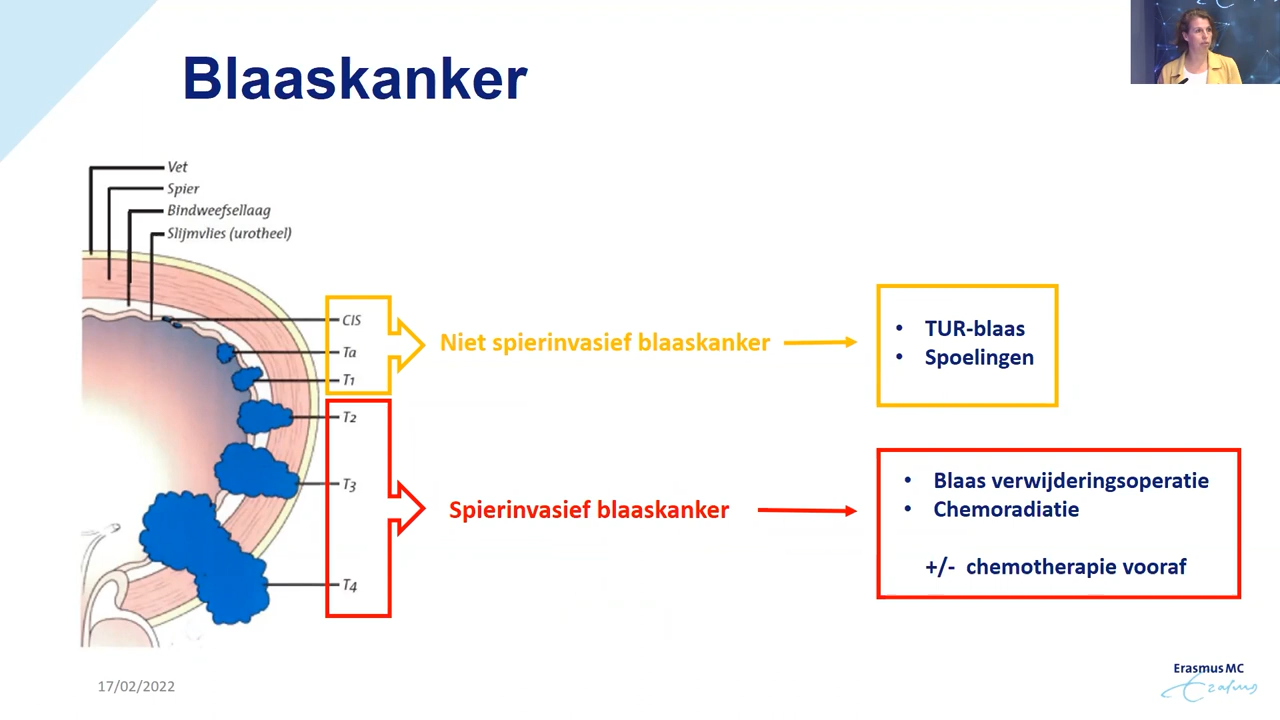 Blaaskanker
Vet
Spier
Bindweefsellaag
Slijmvlies (urotheel)
CIS
Ta
T1
T2
T3
T4
Niet spierinvasief blaaskanker
• TUR-blaas
• Spoelingen
Spierinvasief blaaskanker
• Blaas verwijderingsoperatie
• Chemoradiatie
+/- chemotherapie vooraf
17/02/2022
Erasmus MC
Erasmus